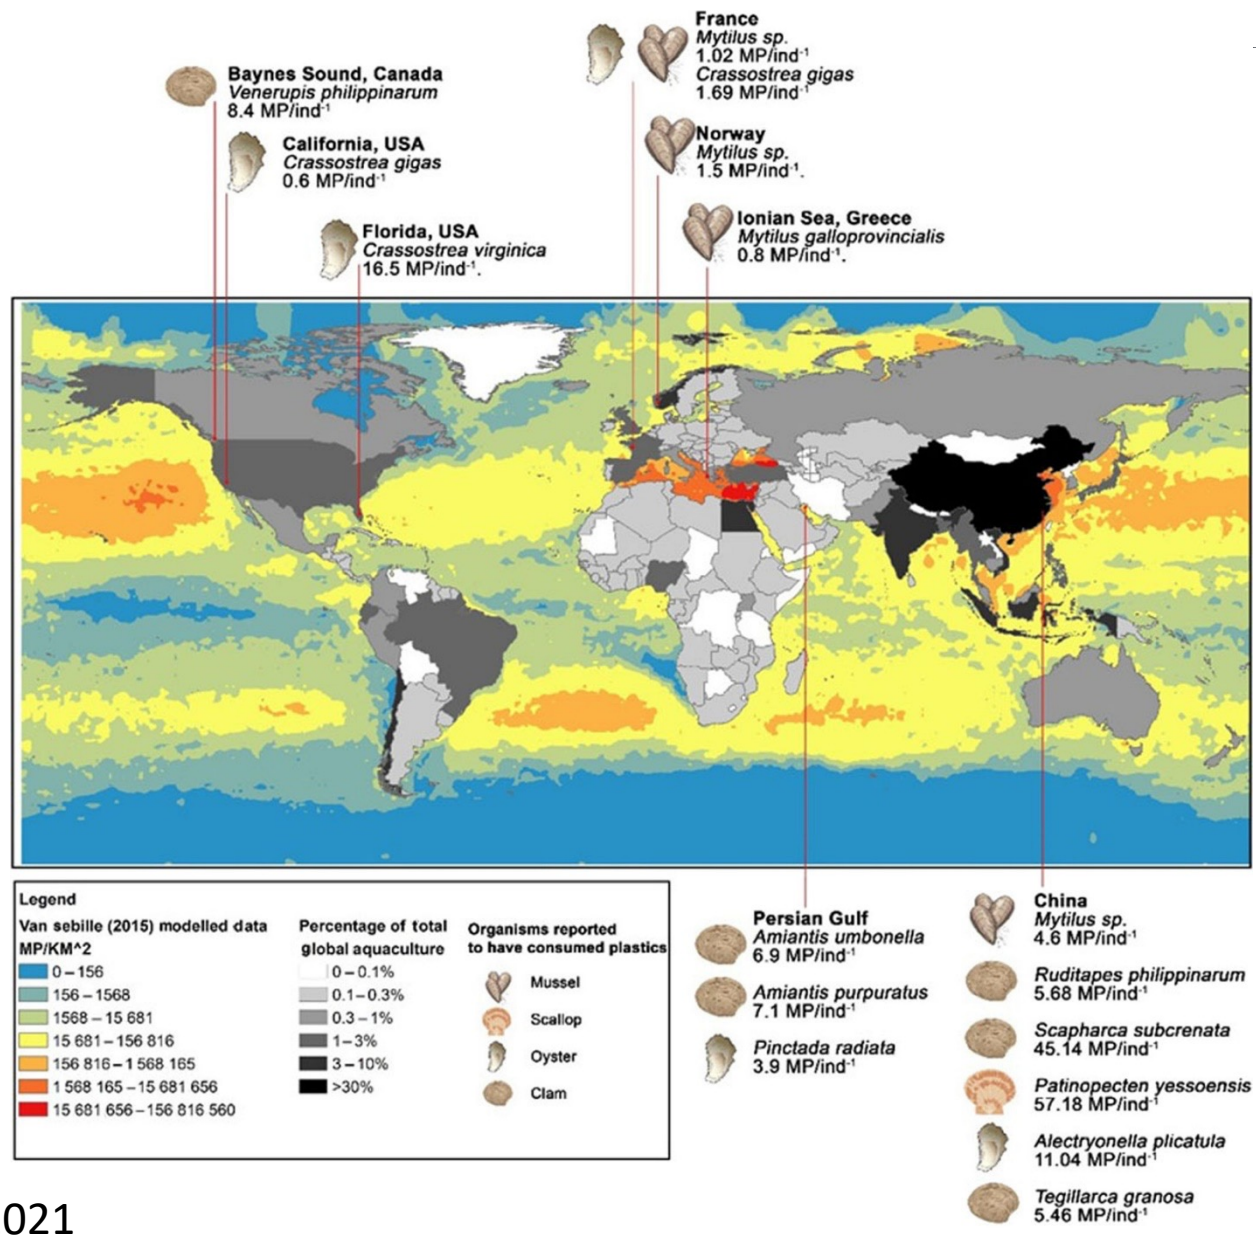 France
Mytilus sp.
1.02 MP/ind⁻¹
Crassostrea gigas
1.69 MP/ind⁻¹
Baynes Sound, Canada
Venerupis philippinarum
8.4 MP/ind⁻¹
California, USA
Crassostrea gigas
0.6 MP/ind⁻¹
Norway
Mytilus sp.
1.5 MP/ind⁻¹.
Florida, USA
Crassostrea virginica
16.5 MP/ind⁻¹.
Ionian Sea, Greece
Mytilus galloprovincialis
0.8 MP/ind⁻¹.
Legend
Van sebille (2015) modelled data
MP/KM^2
0–156
156–1568
1568–15 681
15 681–156 816
156 816–1 568 165
1 568 165–15 681 656
15 681 656–156 816 560
Percentage of total
global aquaculture
0–0.1%
0.1–0.3%
0.3–1%
1–3%
3–10%
>30%
Organisms reported
to have consumed plastics
Mussel
Scallop
Oyster
Clam
Persian Gulf
Amiantis umbonella
6.9 MP/ind⁻¹
Amiantis purpuratus
7.1 MP/ind⁻¹
Pinctada radiata
3.9 MP/ind⁻¹
China
Mytilus sp.
4.6 MP/ind⁻¹
Ruditapes philippinarum
5.68 MP/ind⁻¹
Scapharca subcrenata
45.14 MP/ind⁻¹
Patinopecten yessoensis
57.18 MP/ind⁻¹
Alectryonella plicatula
11.04 MP/ind⁻¹
Tegillarca granosa
5.46 MP/ind⁻¹
021